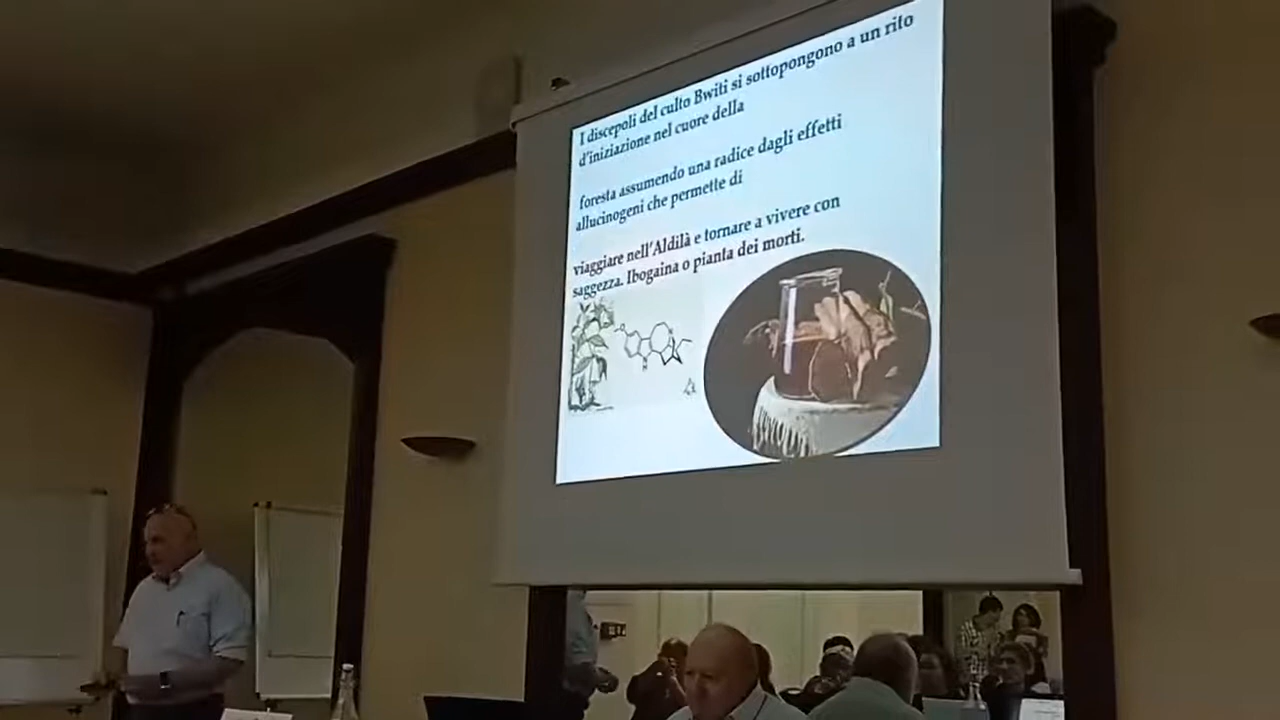 I discepoli del culto Bwiti si sottopongono a un rito
d'iniziazione nel cuore della
foresta assumendo una radice dagli effetti
allucinogeni che permette di
viaggiare nell'Aldilà e tornare a vivere con
saggezza. Ibogaina o pianta dei morti.